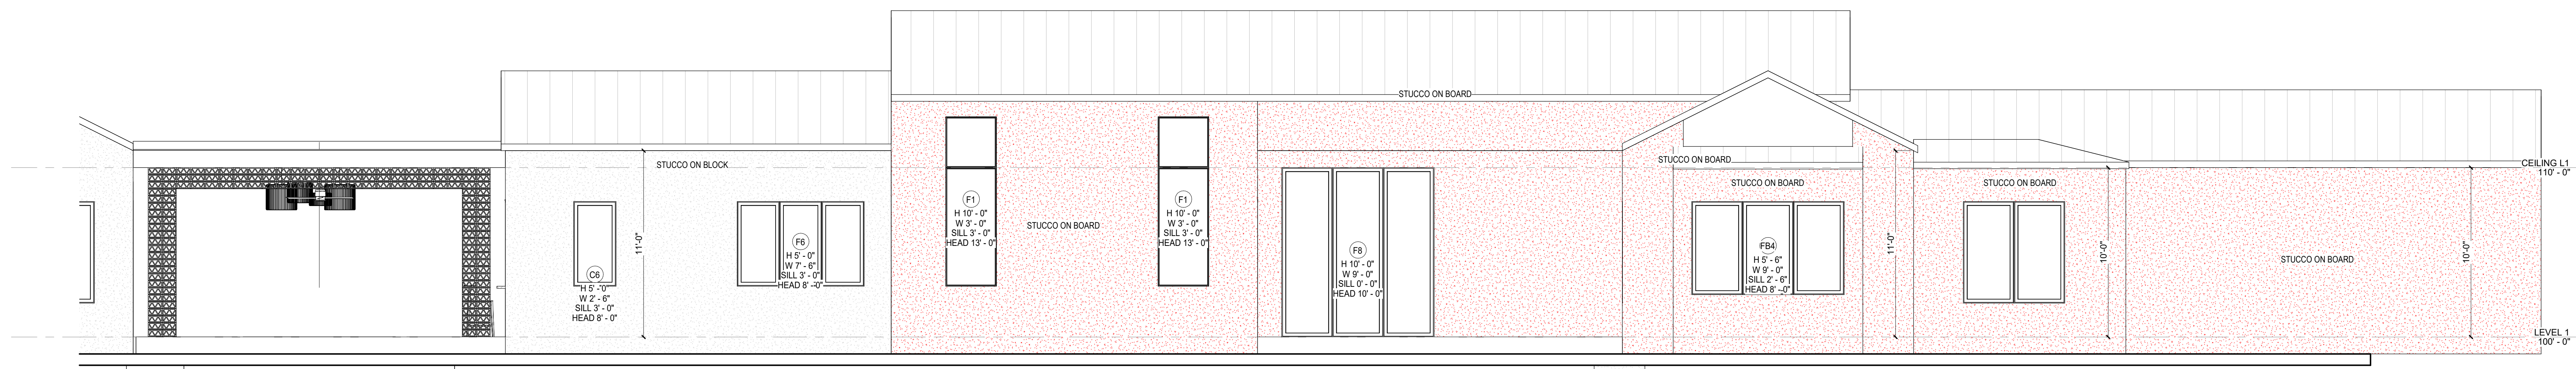 STUCCO ON BOARD
STUCCO ON BLOCK
STUCCO ON BOARD
CEILING L1
110' - 0"
STUCCO ON BOARD
STUCCO ON BOARD
F1
H 10' - 0"
W 3' - 0"
SILL 3' - 0"
HEAD 13' - 0"
F1
H 10' - 0"
W 3' - 0"
SILL 3' - 0"
HEAD 13' - 0"
STUCCO ON BOARD
11'-0"
F6
H 5' - 0"
W 7' - 6"
SILL 3' - 0"
HEAD 8' - 0"
F8
H 10' - 0"
W 9' - 0"
SILL 0' - 0"
HEAD 10' - 0"
FB4
H 5' - 6"
W 9' - 0"
SILL 2' - 6"
HEAD 8' - 0"
11'-0"
10'-0"
STUCCO ON BOARD
10'-0"
C6
H 5' - 0"
W 2' - 6"
SILL 3' - 0"
HEAD 8' - 0"
LEVEL 1
100' - 0"